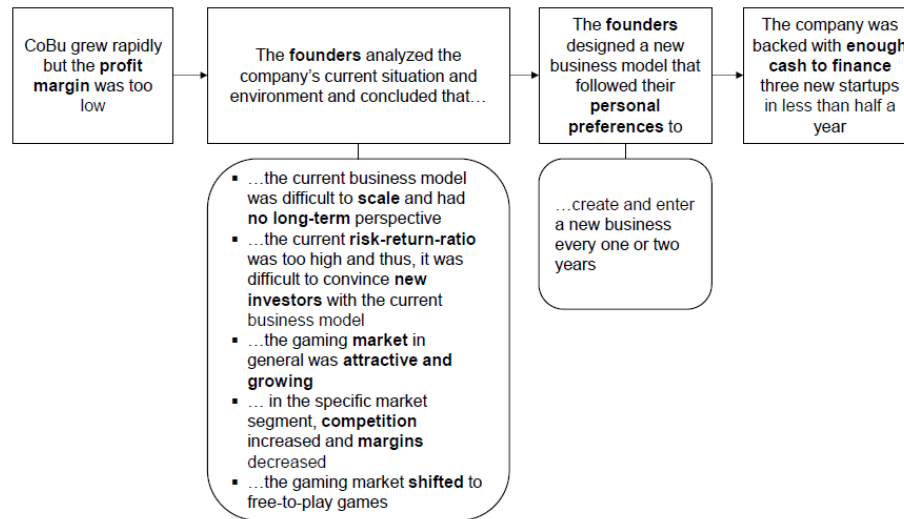 CoBu grew rapidly
but the profit
margin was too
low
The founders analyzed the
company's current situation and
environment and concluded that…
The founders
designed a new
business model that
followed their
personal
preferences to
The company was
backed with enough
cash to finance
three new startups
in less than half a
year
▪ …the current business model
was difficult to scale and had
no long-term perspective
▪ …the current risk-return-ratio
was too high and thus, it was
difficult to convince new
investors with the current
business model
▪ …the gaming market in
general was attractive and
growing
▪ … in the specific market
segment, competition
increased and margins
decreased
▪ …the gaming market shifted to
free-to-play games
…create and enter
a new business
every one or two
years